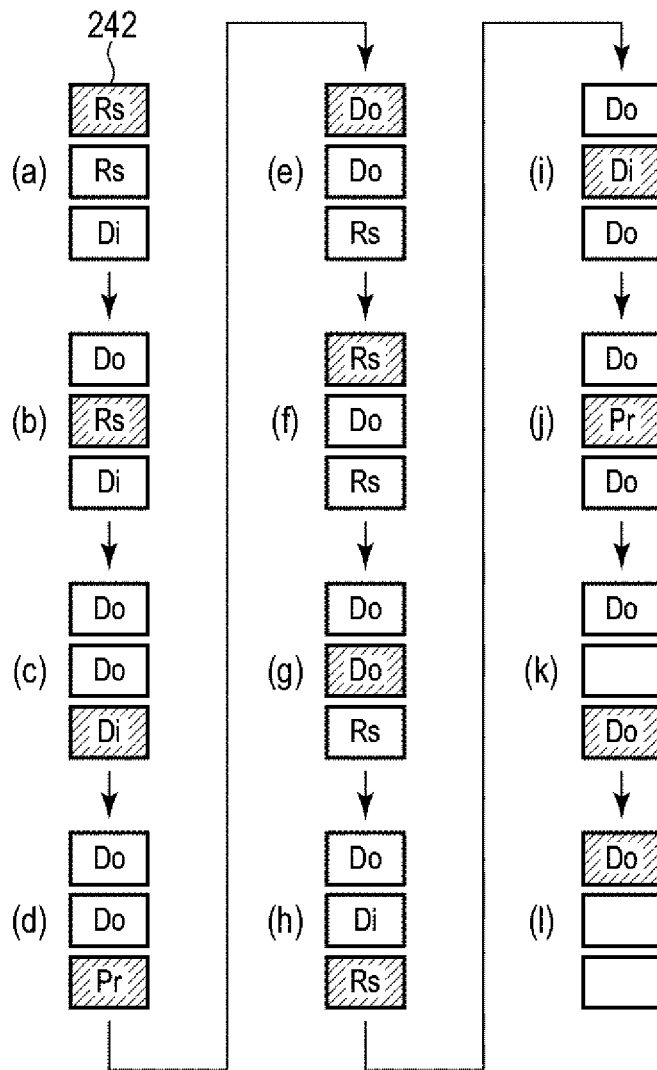 242
(a)
Rs
Rs
Di
(b)
Do
Rs
Di
(c)
Do
Do
Di
(d)
Do
Do
Pr
(e)
Do
Do
Rs
(f)
Rs
Do
Rs
(g)
Do
Do
Rs
(h)
Do
Di
Rs
(i)
Do
Di
Do
(j)
Do
Pr
Do
(k)
Do
Do
(l)
Do